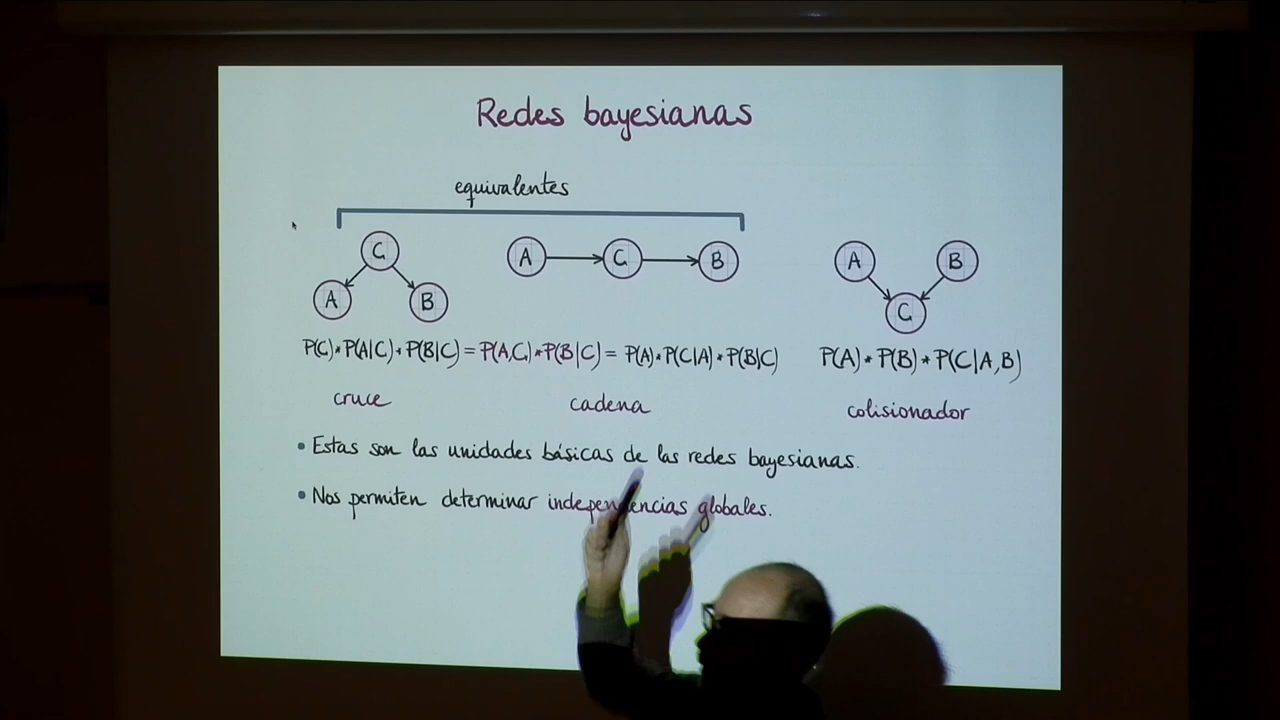 Redes bayesianas
equivalentes
C A B
A → C → B
A B C
P(C)*P(A|C)*P(B|C) = P(A,C)*P(B|C) = P(A)*P(C|A)*P(B|C)
P(A)*P(B)*P(C|A,B)
cruce
cadena
colisionador
• Estas son las unidades básicas de las redes bayesianas.
• Nos permiten determinar independencias globales.